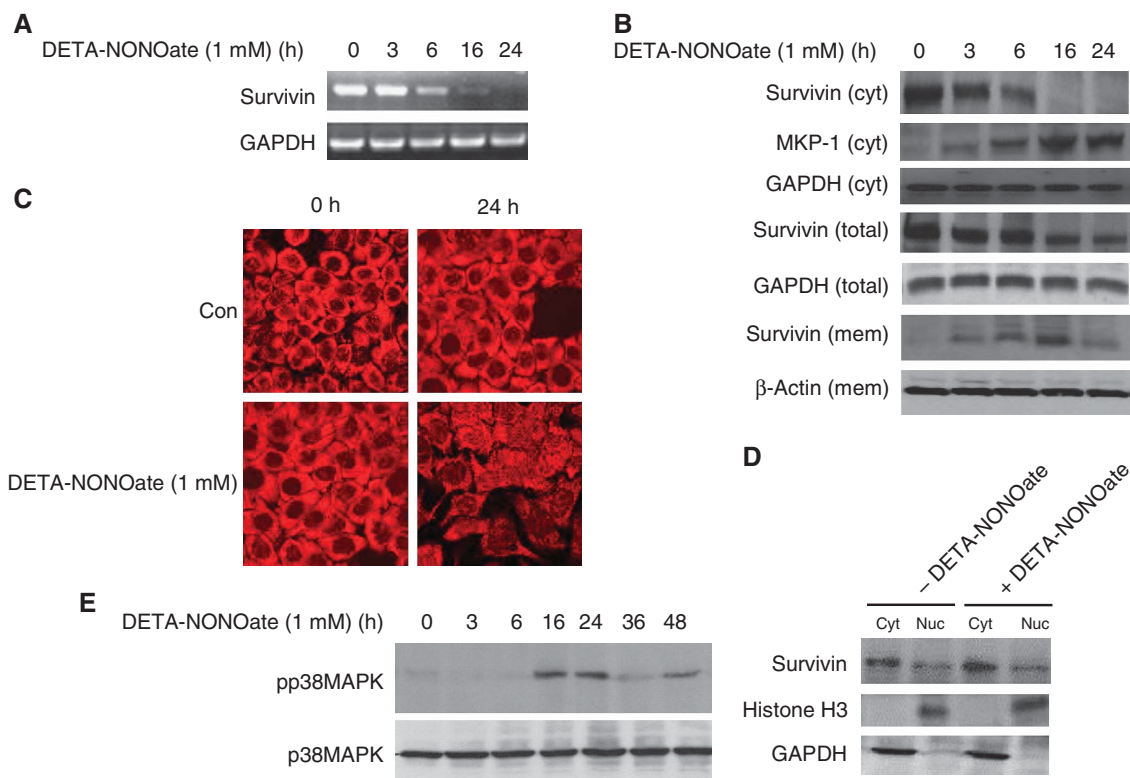 A
DETA-NONOate (1 mM) (h) 0 3 6 16 24
Survivin
GAPDH
B
DETA-NONOate (1 mM) (h) 0 3 6 16 24
Survivin (cyt)
MKP-1 (cyt)
GAPDH (cyt)
Survivin (total)
GAPDH (total)
Survivin (mem)
β-Actin (mem)
C
0 h 24 h
Con
DETA-NONOate (1 mM)
D
– DETA-NONOate
+ DETA-NONOate
Cyt Nuc Cyt Nuc
Survivin
Histone H3
GAPDH
E
DETA-NONOate (1 mM) (h) 0 3 6 16 24 36 48
pp38MAPK
p38MAPK